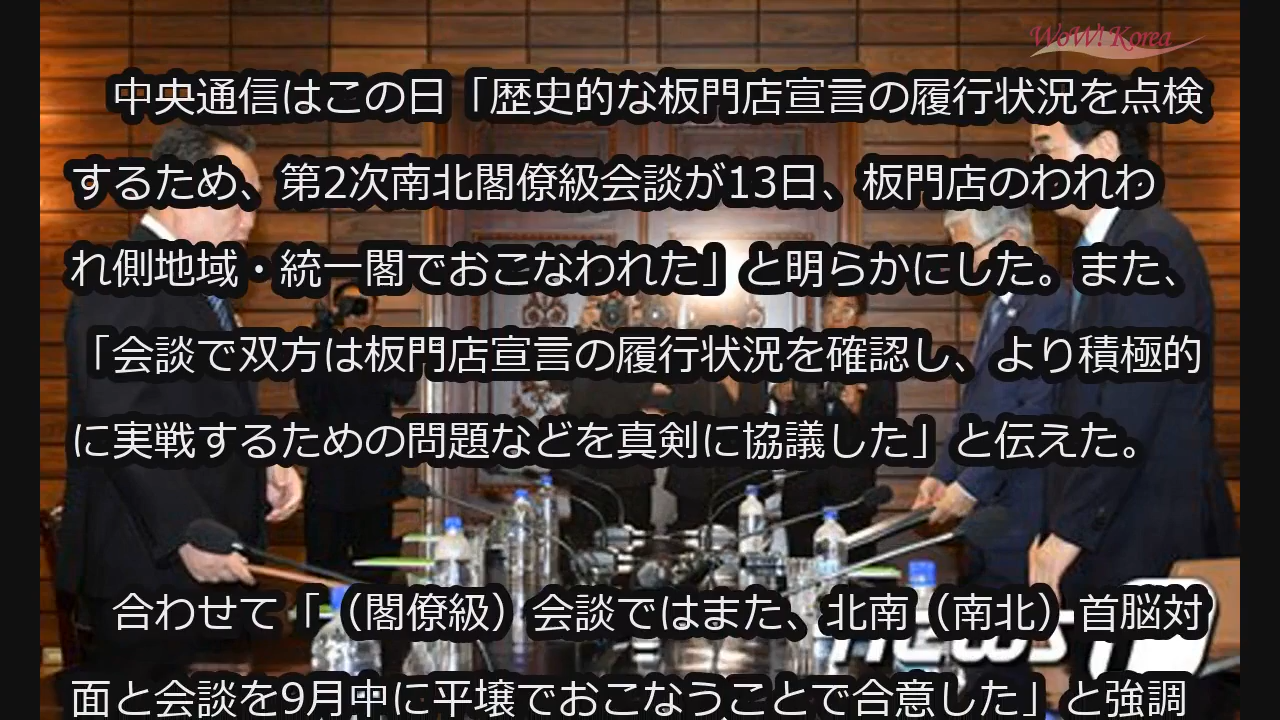 WoW! Korea
中央通信はこの日「歴史的な板門店宣言の履行状況を点検
するため、第2次南北閣僚級会談が13日、板門店のわれわ
れ側地域・統一閣でおこなわれた」と明らかにした。また、
「会談で双方は板門店宣言の履行状況を確認し、より積極的
に実戦するための問題などを真剣に協議した」と伝えた。
合わせて「（閣僚級）会談ではまた、北南（南北）首脳対
面と会談を9月中に平壌でおこなうことで合意した」と強調
news1